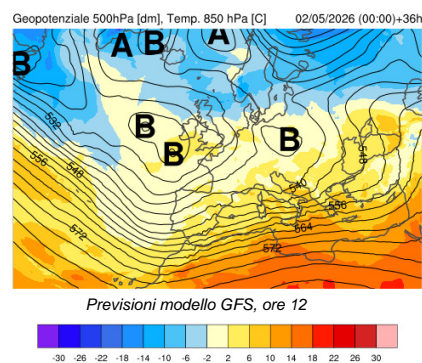 Geopotenziale 500hPa [dm], Temp. 850 hPa [C] 02/05/2026 (00:00)+36h
A B A
B
532
B
556 B B 548
548
540
556
572 564
572
Previsioni modello GFS, ore 12
-30 -26 -22 -18 -14 -10 -6 -2 2 6 10 14 18 22 26 30